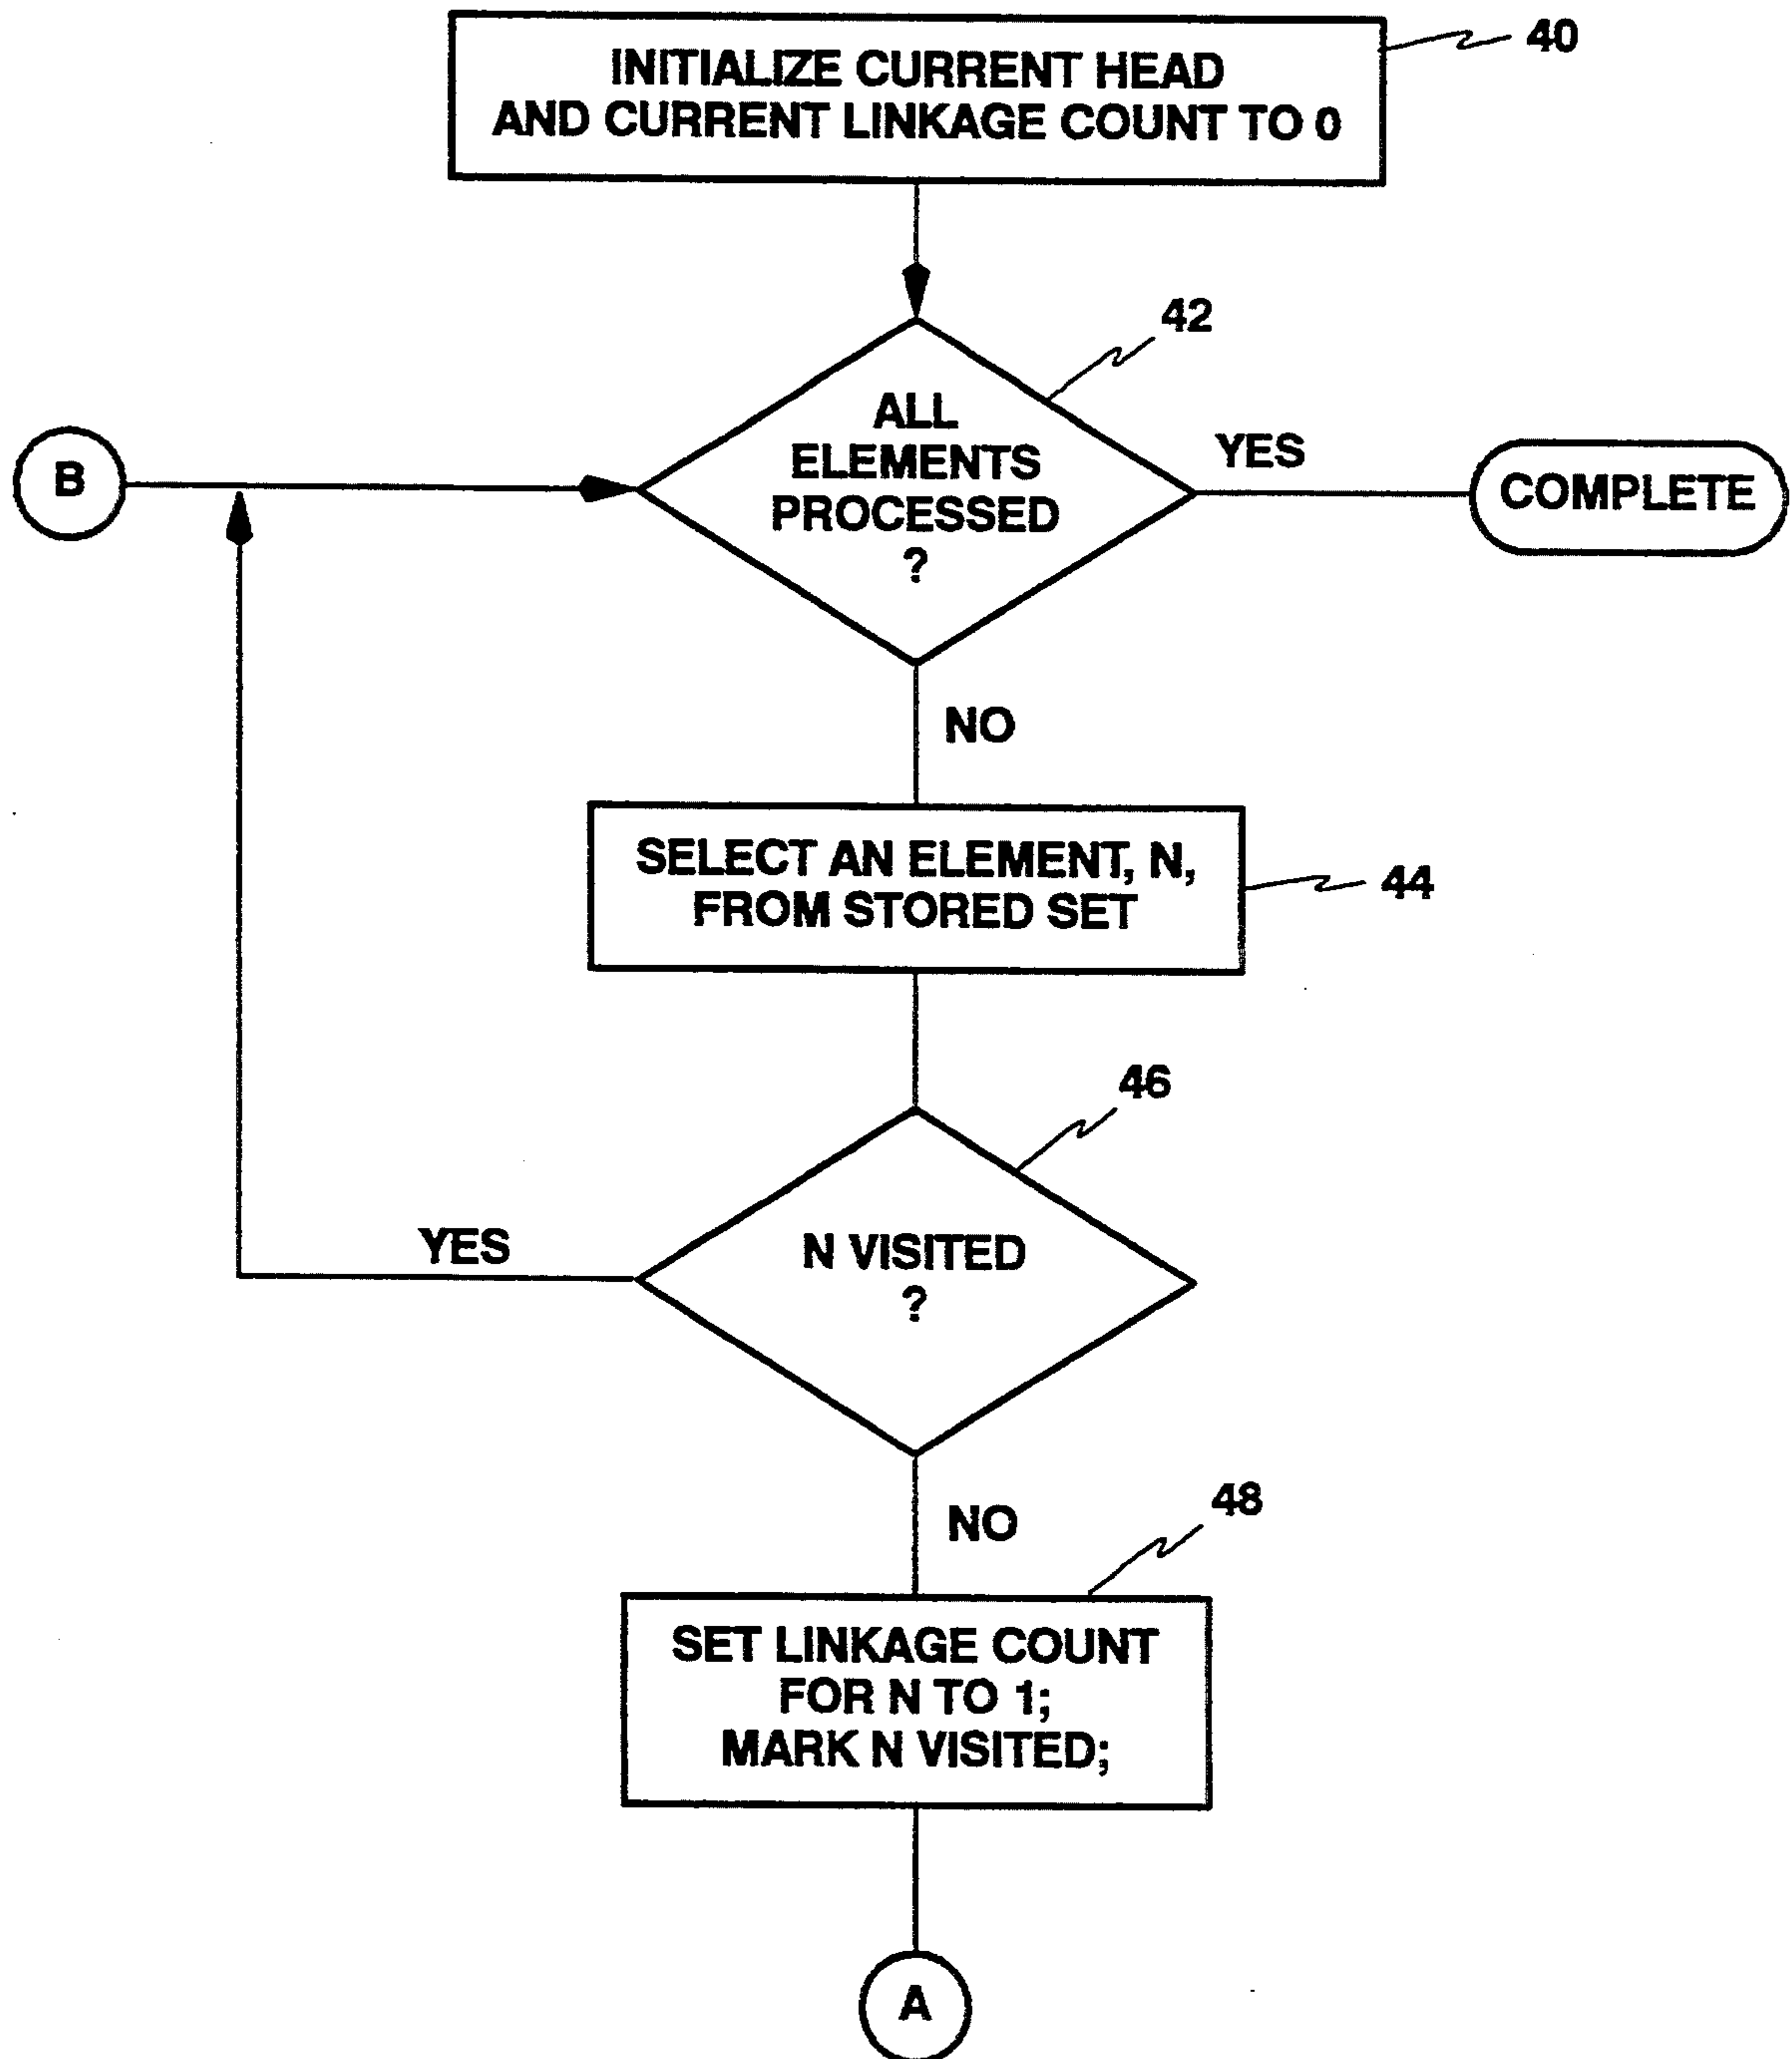 INITIALIZE CURRENT HEAD
AND CURRENT LINKAGE COUNT TO 0
40
42
ALL
ELEMENTS
PROCESSED
?
YES
COMPLETE
B
NO
SELECT AN ELEMENT, N,
FROM STORED SET
44
46
N VISITED
?
YES
NO
48
SET LINKAGE COUNT
FOR N TO 1;
MARK N VISITED;
A